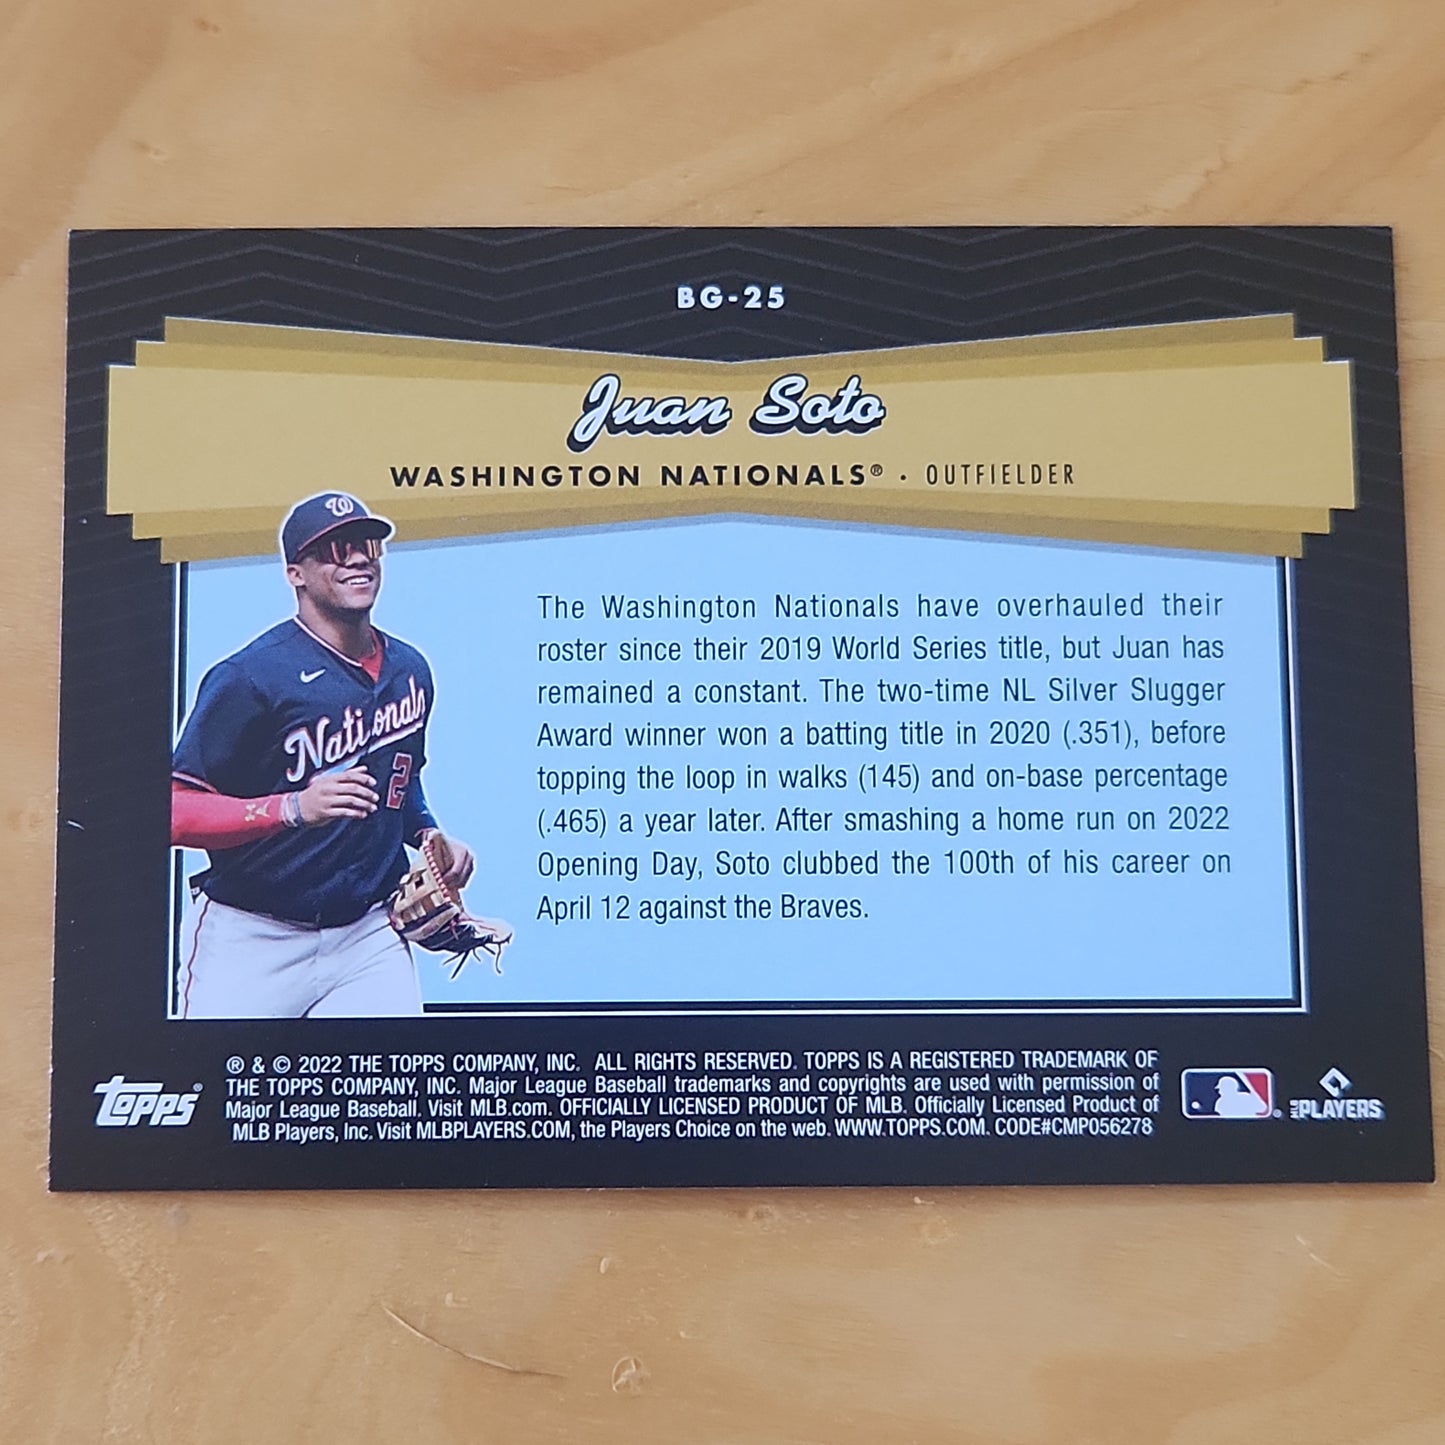 BG-25
Juan Soto
WASHINGTON NATIONALS® · OUTFIELDER
W
Nationals
2
The Washington Nationals have overhauled their
roster since their 2019 World Series title, but Juan has
remained a constant. The two-time NL Silver Slugger
Award winner won a batting title in 2020 (.351), before
topping the loop in walks (145) and on-base percentage
(.465) a year later. After smashing a home run on 2022
Opening Day, Soto clubbed the 100th of his career on
April 12 against the Braves.
® & © 2022 THE TOPPS COMPANY, INC. ALL RIGHTS RESERVED. TOPPS IS A REGISTERED TRADEMARK OF
THE TOPPS COMPANY, INC. Major League Baseball trademarks and copyrights are used with permission of
Major League Baseball. Visit MLB.com. OFFICIALLY LICENSED PRODUCT OF MLB. Officially Licensed Product of
MLB Players, Inc. Visit MLBPLAYERS.COM, the Players Choice on the web. WWW.TOPPS.COM. CODE#CMP056278
Topps®
MLB PLAYERS